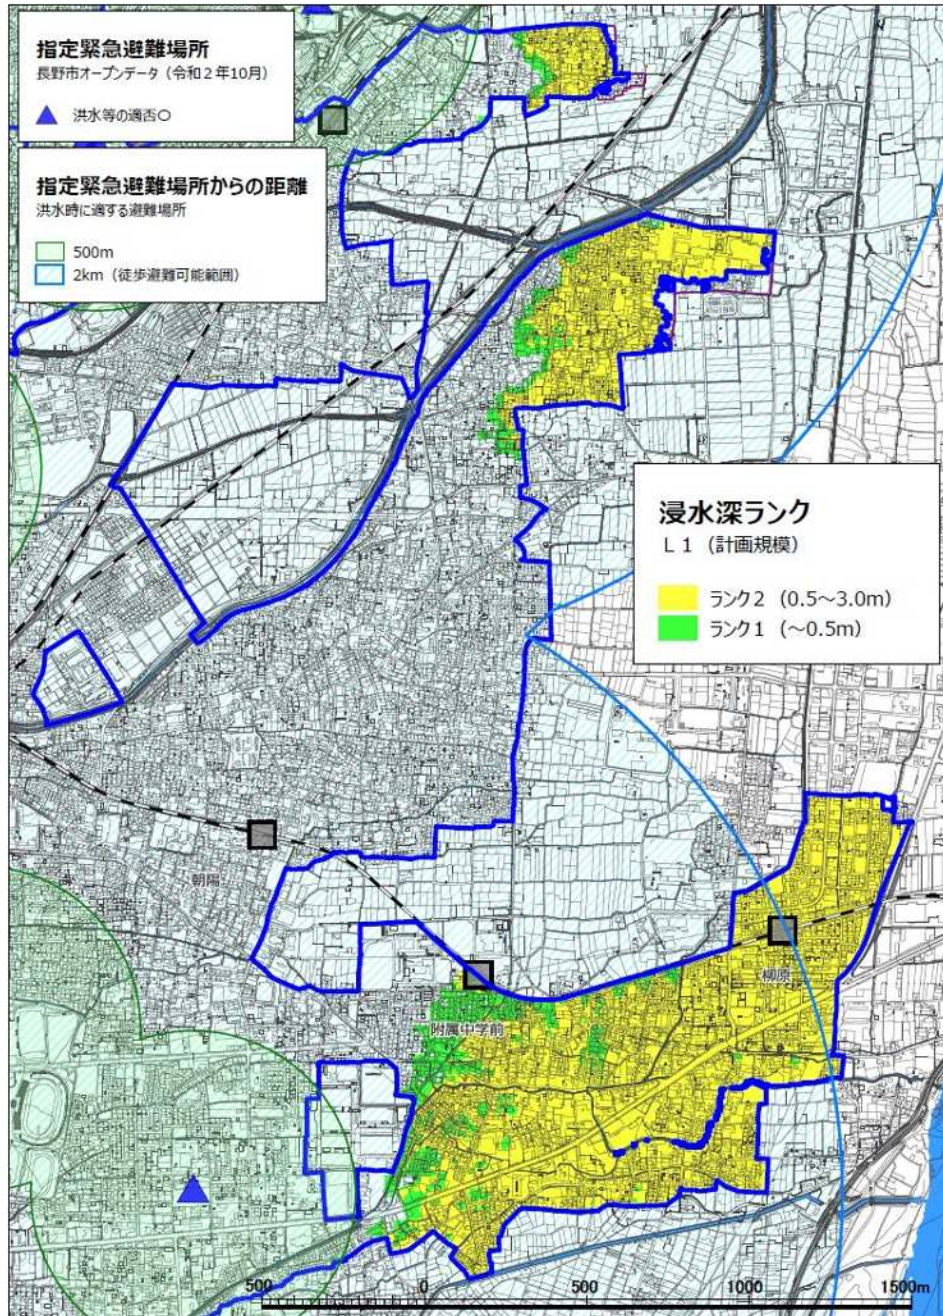 指定緊急避難場所
長野市オープンデータ（令和２年10月）
洪水等の適否〇
指定緊急避難場所からの距離
洪水時に適する避難場所
500m
2km（徒歩避難可能範囲）
浸水深ランク
Ｌ１（計画規模）
ランク２（0.5～3.0m）
ランク１（～0.5m）
朝陽
柳原
附属中学前
500 0 500 1000 1500m